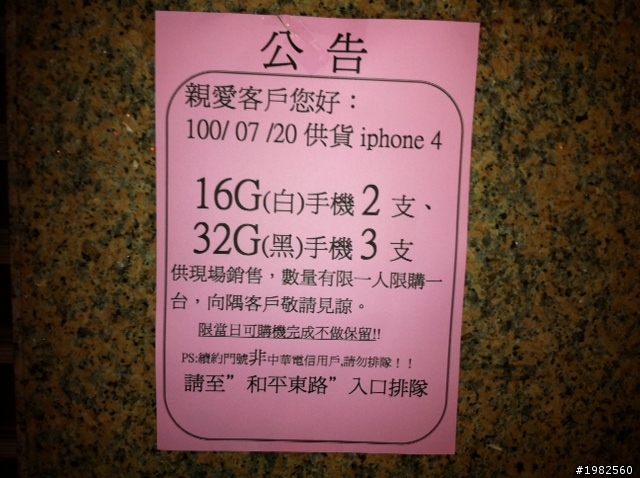 公 告
親愛客戶您好：
100/ 07 /20 供貨 iphone 4
16G(白)手機 2 支、
32G(黑)手機 3 支
供現場銷售，數量有限一人限購一
台，向隅客戶敬請見諒。
限當日可購機完成不做保留!!
PS:續約門號非中華電信用戶,請勿排隊！！
請至”和平東路”入口排隊
#1982560